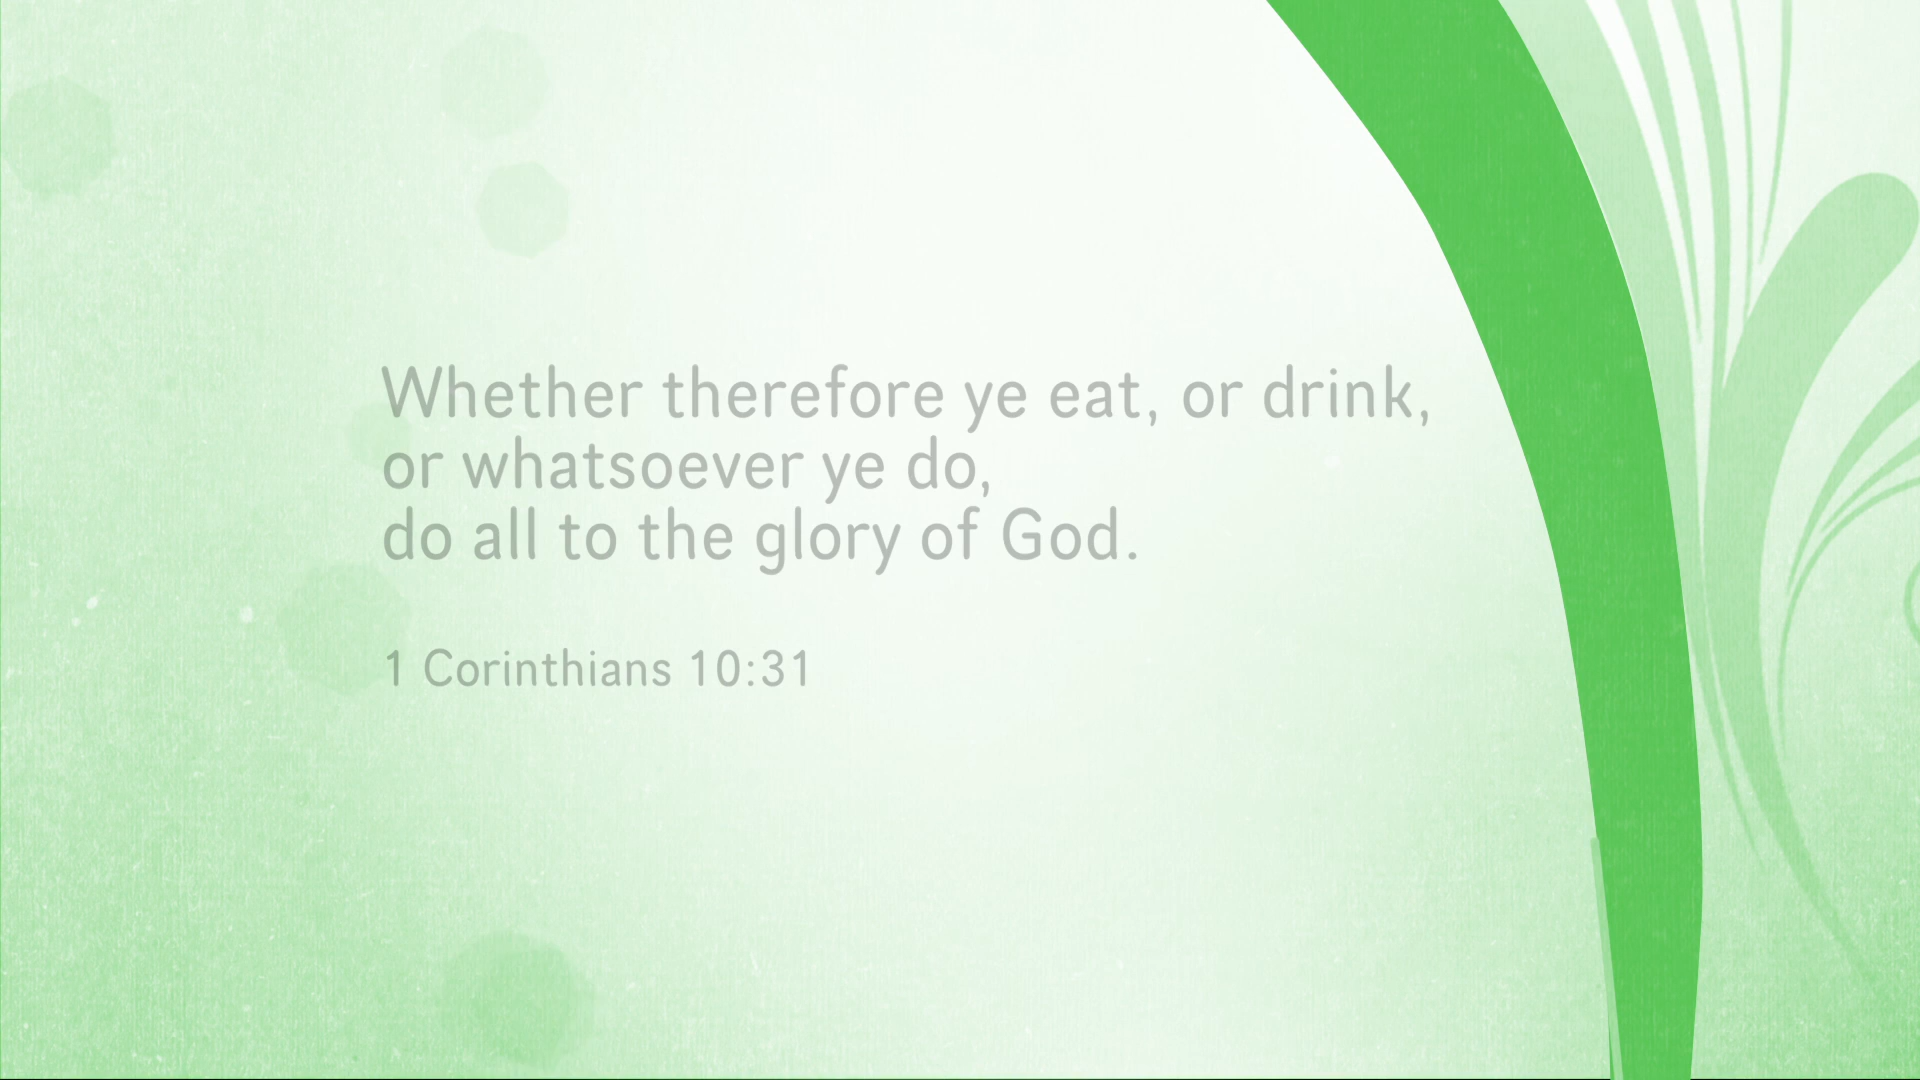 Whether therefore ye eat, or drink,
or whatsoever ye do,
do all to the glory of God.
1 Corinthians 10:31